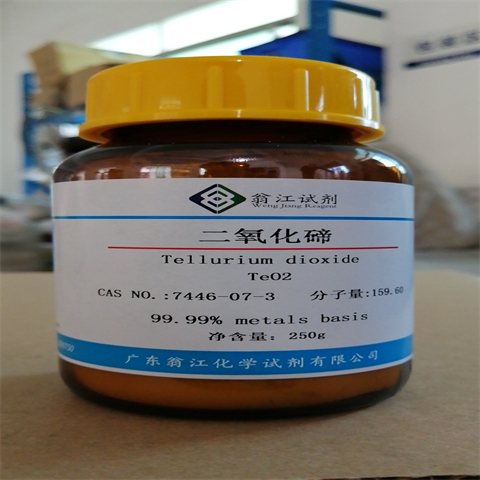 翁江试剂
Weng Jiang Reagent
二氧化碲
Tellurium dioxide
TeO2
CAS NO.:7446-07-3 分子量:159.60
99.99% metals basis
净含量: 250g
广东翁江化学试剂有限公司